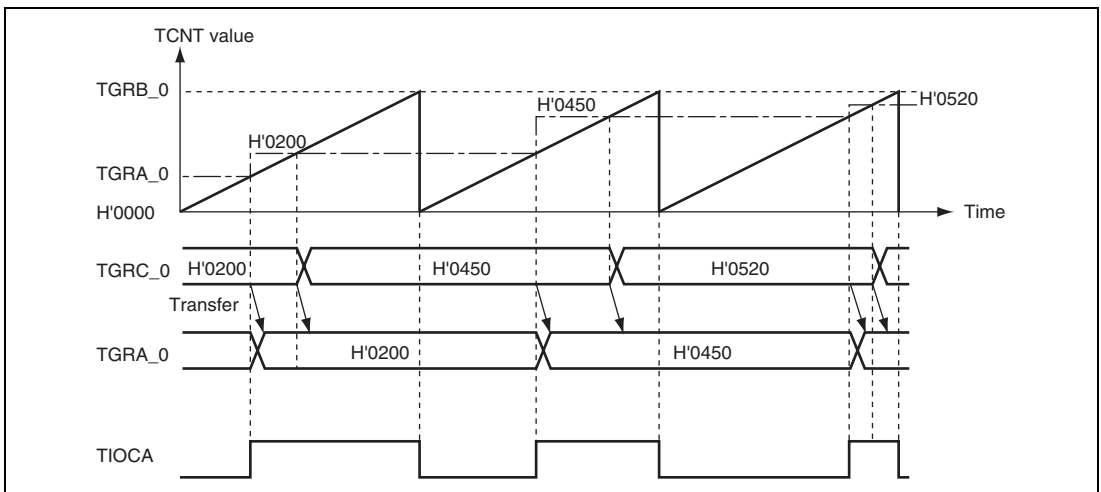 TCNT value
TGRB_0
H'0520
H'0450
H'0200
TGRA_0
H'0000
Time
TGRC_0 H'0200 H'0450 H'0520
Transfer
TGRA_0 H'0200 H'0450
TIOCA